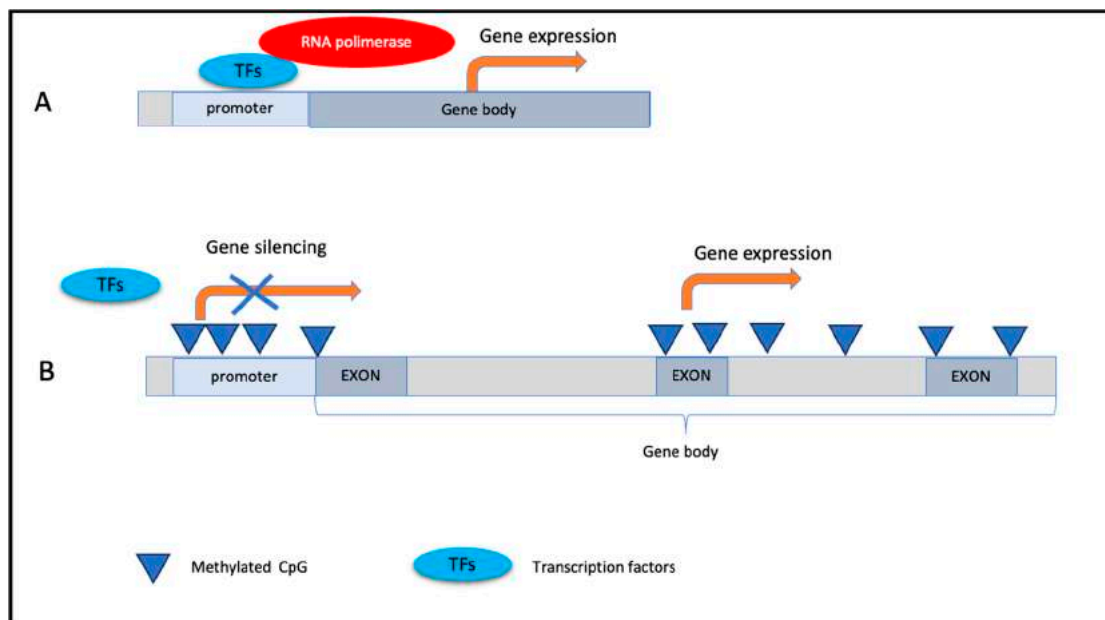 RNA polimerase
Gene expression
TFs
A
promoter
Gene body
Gene silencing
Gene expression
TFs
B
promoter
EXON
EXON
EXON
Gene body
Methylated CpG
TFs
Transcription factors